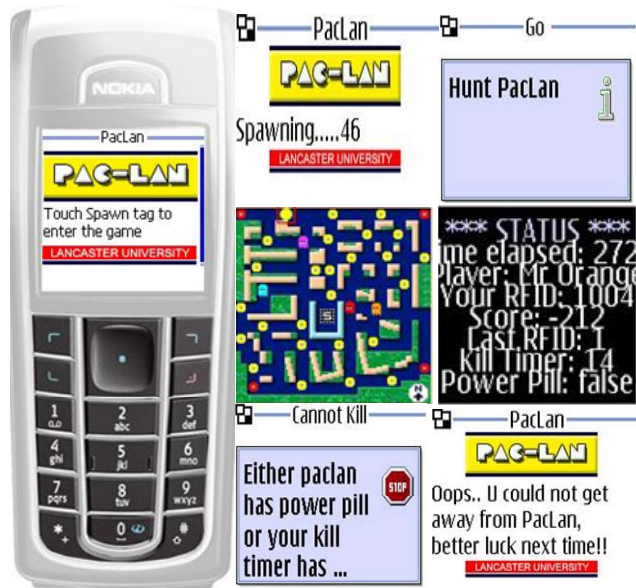 NOKIA
PacLan
PAC-LAN
Touch Spawn tag to
enter the game
LANCASTER UNIVERSITY
1
2 abc
3 def
4 ghi
5 jkl
6 mno
7 pqrs
8 tuv
9 wxyz
* +
0
#
PacLan
PAC-LAN
Spawning.....46
LANCASTER UNIVERSITY
Go
Hunt PacLan
i
S
N
*** STATUS ***
ime elapsed: 272
Player: Mr Orange
Your RFID: 1004
Score: -212
Last RFID: 1
Kill Timer: 14
Power Pill: false
Cannot Kill
Either paclan
has power pill
or your kill
timer has ...
STOP
PacLan
PAC-LAN
Oops.. U could not get
away from PacLan,
better luck next time!!
LANCASTER UNIVERSITY